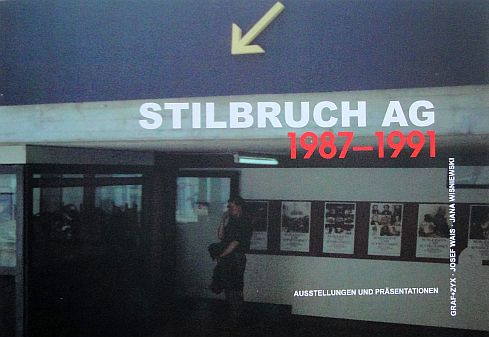 STILBRUCH AG
1987–1991
AUSSTELLUNGEN UND PRÄSENTATIONEN
GRAF+ZYX · JOSEF WAIS · JANA WISNIEWSKI